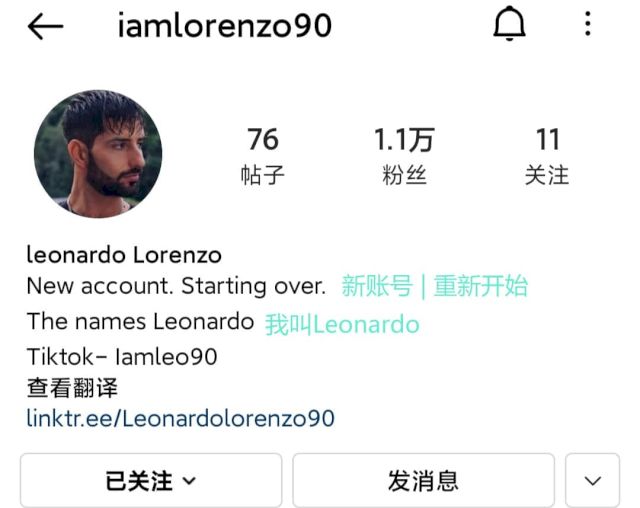 iamlorenzo90
76 1.1万 11
帖子 粉丝 关注
leonardo Lorenzo
New account. Starting over. 新账号 | 重新开始
The names Leonardo 我叫Leonardo
Tiktok- Iamleo90
查看翻译
linktr.ee/Leonardolorenzo90
已关注 发消息